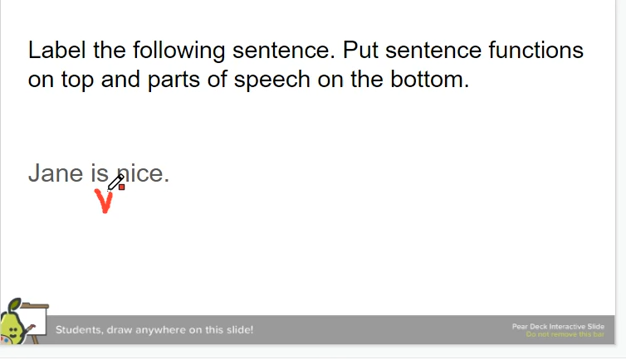 Label the following sentence. Put sentence functions
on top and parts of speech on the bottom.
Jane is nice.
V
Students, draw anywhere on this slide!
Pear Deck Interactive Slide
Do not remove this bar